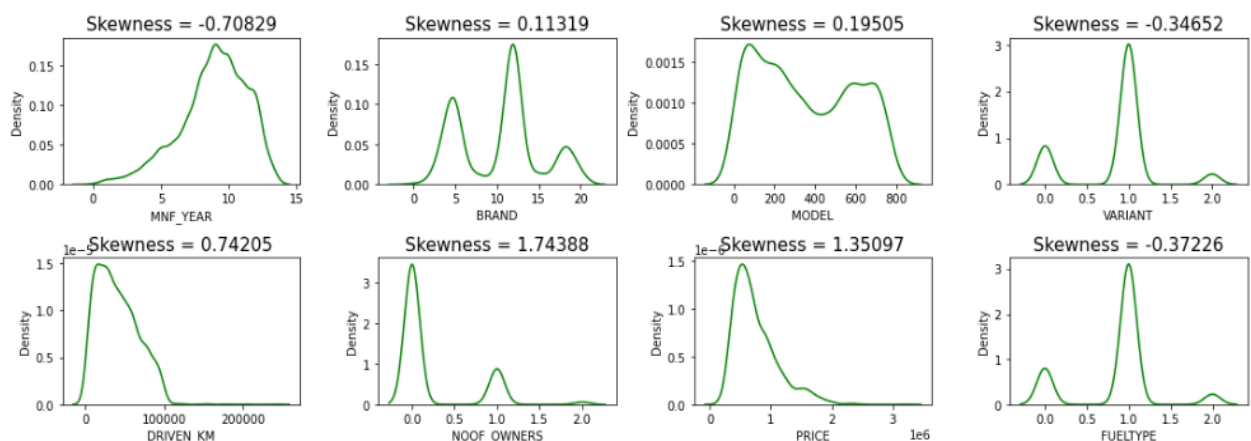 Skewness = -0.70829
Skewness = 0.11319
Skewness = 0.19505
Skewness = -0.34652
Density
0.15
0.10
0.05
0.00
0
5
10
15
MNF_YEAR
Density
0.15
0.10
0.05
0.00
0
5
10
15
20
BRAND
Density
0.0015
0.0010
0.0005
0.0000
0
200
400
600
800
MODEL
Density
3
2
1
0
0.0
0.5
1.0
1.5
2.0
VARIANT
Skewness = 0.74205
Skewness = 1.74388
Skewness = 1.35097
Skewness = -0.37226
1e-5
Density
1.5
1.0
0.5
0.0
0
100000
200000
DRIVEN_KM
Density
3
2
1
0
0.0
0.5
1.0
1.5
2.0
NOOF_OWNERS
1e-6
Density
1.5
1.0
0.5
0.0
0
1
2
3
1e6
PRICE
Density
3
2
1
0
0.0
0.5
1.0
1.5
2.0
FUELTYPE